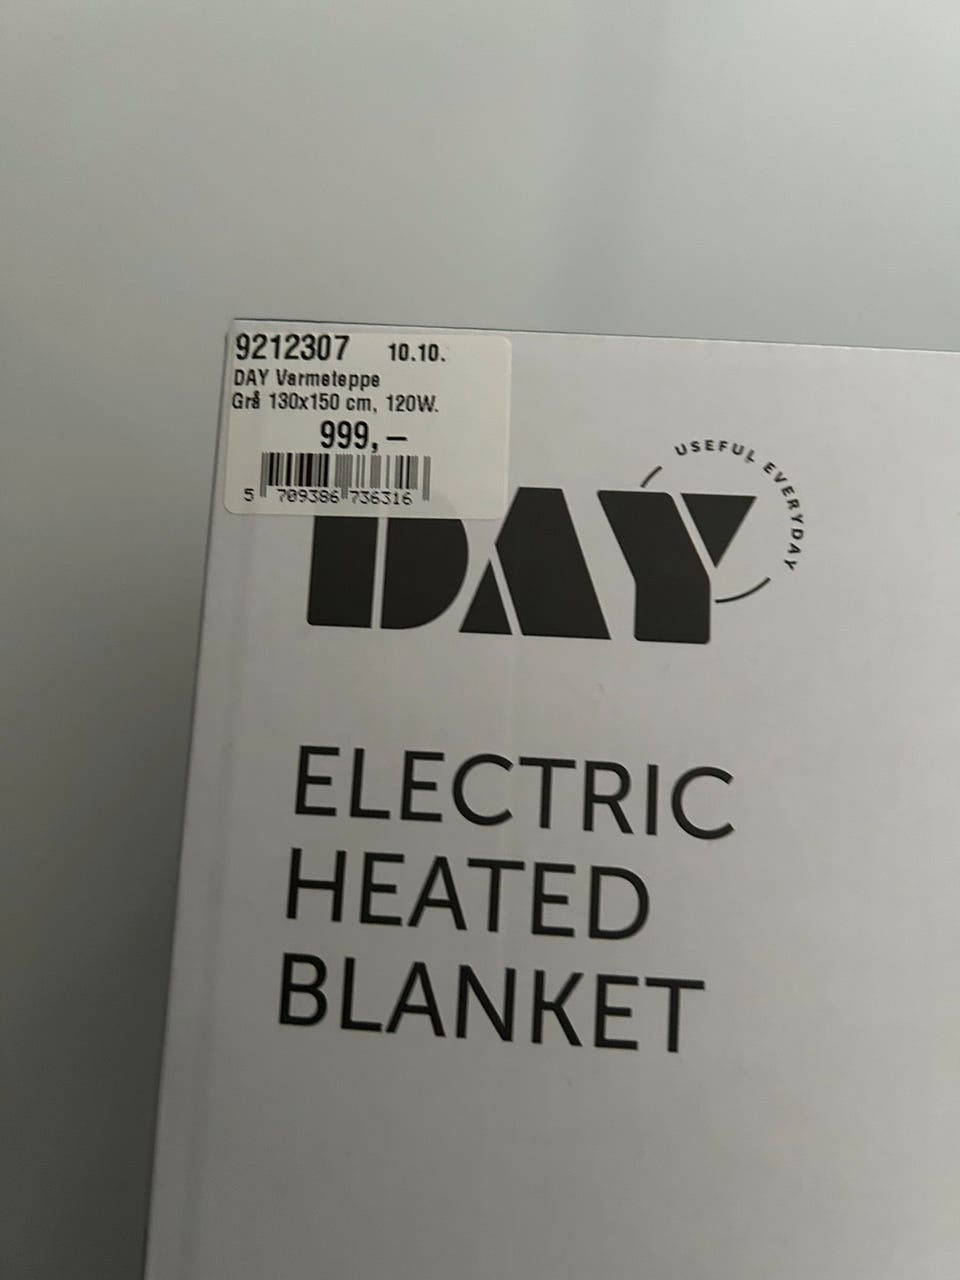 9212307 10.10.
DAY Varmeteppe
Grå 130x150 cm, 120W.
999,–
5 709386 736316
DAY
USEFUL EVERYDAY
ELECTRIC
HEATED
BLANKET